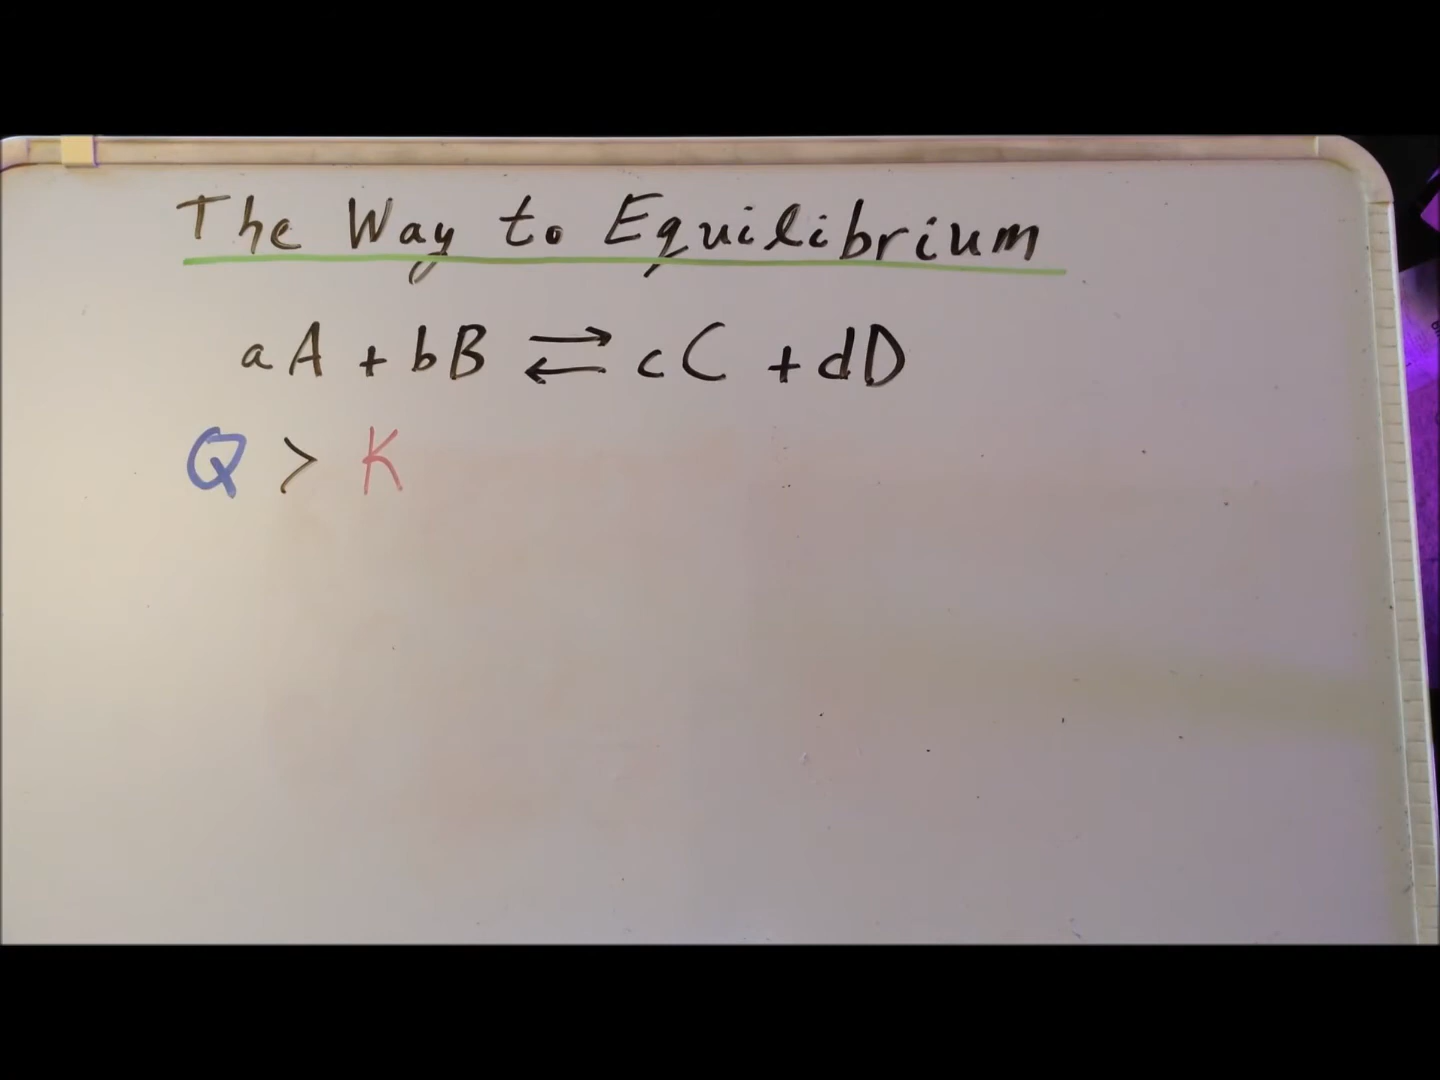 The Way to Equilibrium
aA + bB ⇌ cC + dD
Q > K